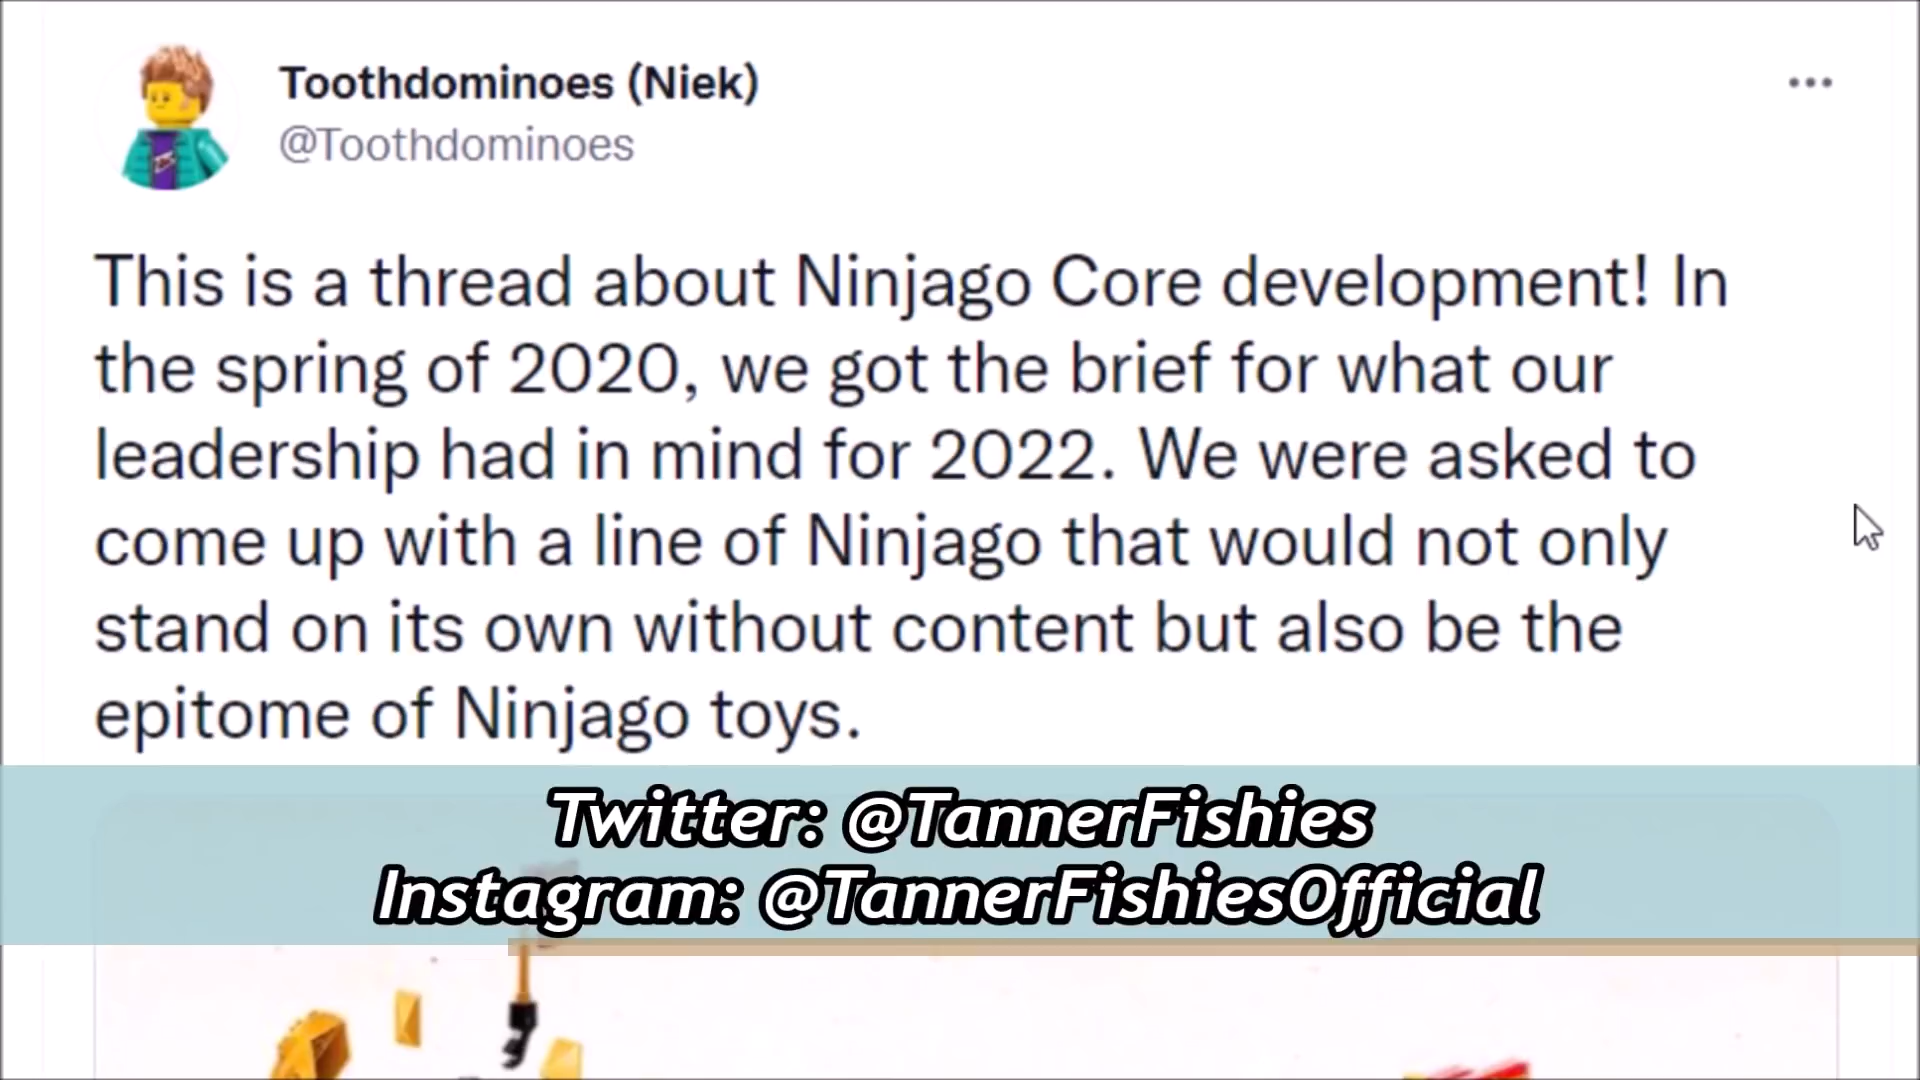 Toothdominoes (Niek)
@Toothdominoes
This is a thread about Ninjago Core development! In
the spring of 2020, we got the brief for what our
leadership had in mind for 2022. We were asked to
come up with a line of Ninjago that would not only
stand on its own without content but also be the
epitome of Ninjago toys.
Twitter: @TannerFishies
Instagram: @TannerFishiesOfficial